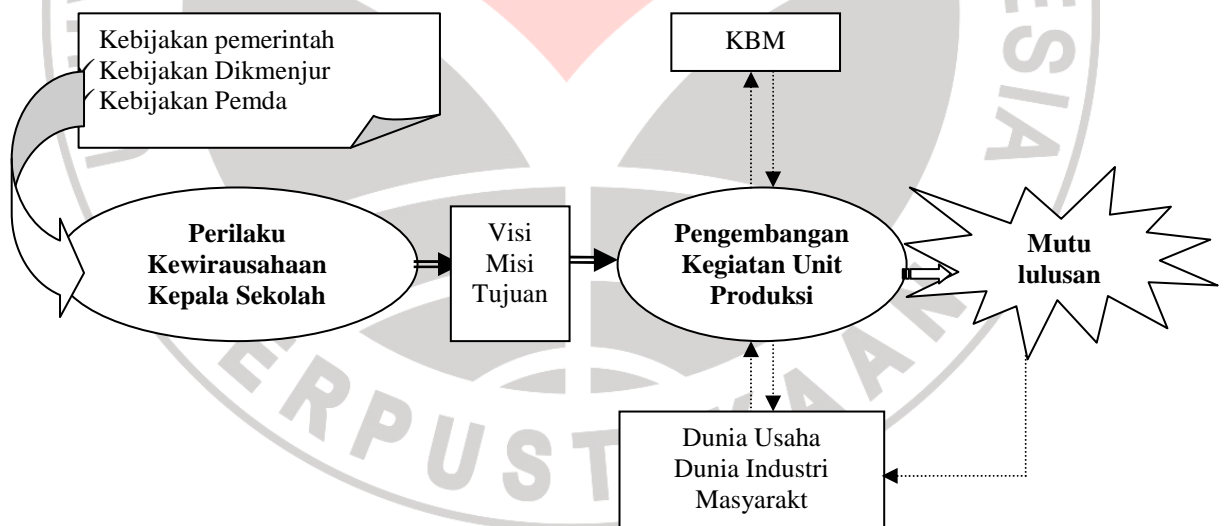 Kebijakan pemerintah
✓Kebijakan Dikmenjur
✓Kebijakan Pemda
KBM
Perilaku
Kewirausahaan
Kepala Sekolah
Visi
Misi
Tujuan
Pengembangan
Kegiatan Unit
Produksi
Mutu
lulusan
Dunia Usaha
Dunia Industri
Masyarakt
ESIA